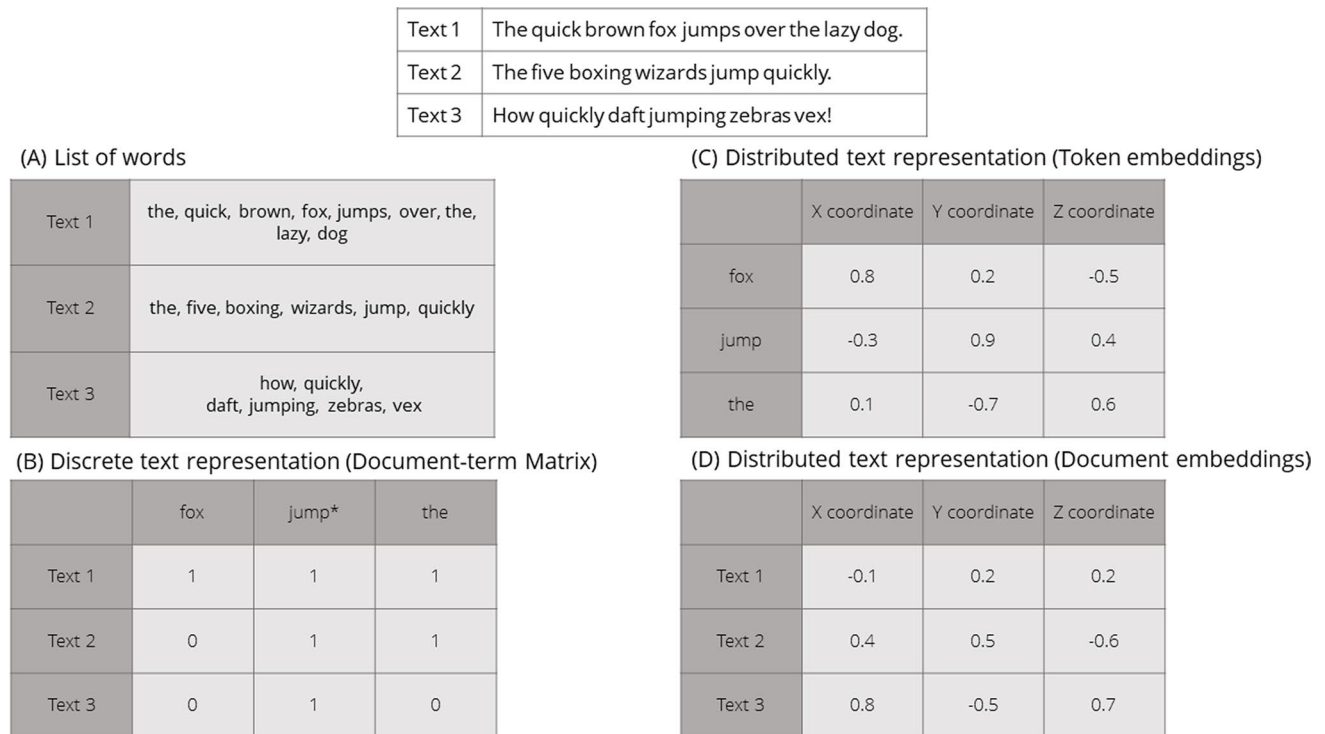 Text 1 The quick brown fox jumps over the lazy dog.
Text 2 The five boxing wizards jump quickly.
Text 3 How quickly daft jumping zebras vex!
(A) List of words
Text 1 the, quick, brown, fox, jumps, over, the,
lazy, dog
Text 2 the, five, boxing, wizards, jump, quickly
Text 3 how, quickly,
daft, jumping, zebras, vex
(B) Discrete text representation (Document-term Matrix)
fox jump* the
Text 1 1 1 1
Text 2 0 1 1
Text 3 0 1 0
(C) Distributed text representation (Token embeddings)
X coordinate Y coordinate Z coordinate
fox 0.8 0.2 -0.5
jump -0.3 0.9 0.4
the 0.1 -0.7 0.6
(D) Distributed text representation (Document embeddings)
X coordinate Y coordinate Z coordinate
Text 1 -0.1 0.2 0.2
Text 2 0.4 0.5 -0.6
Text 3 0.8 -0.5 0.7